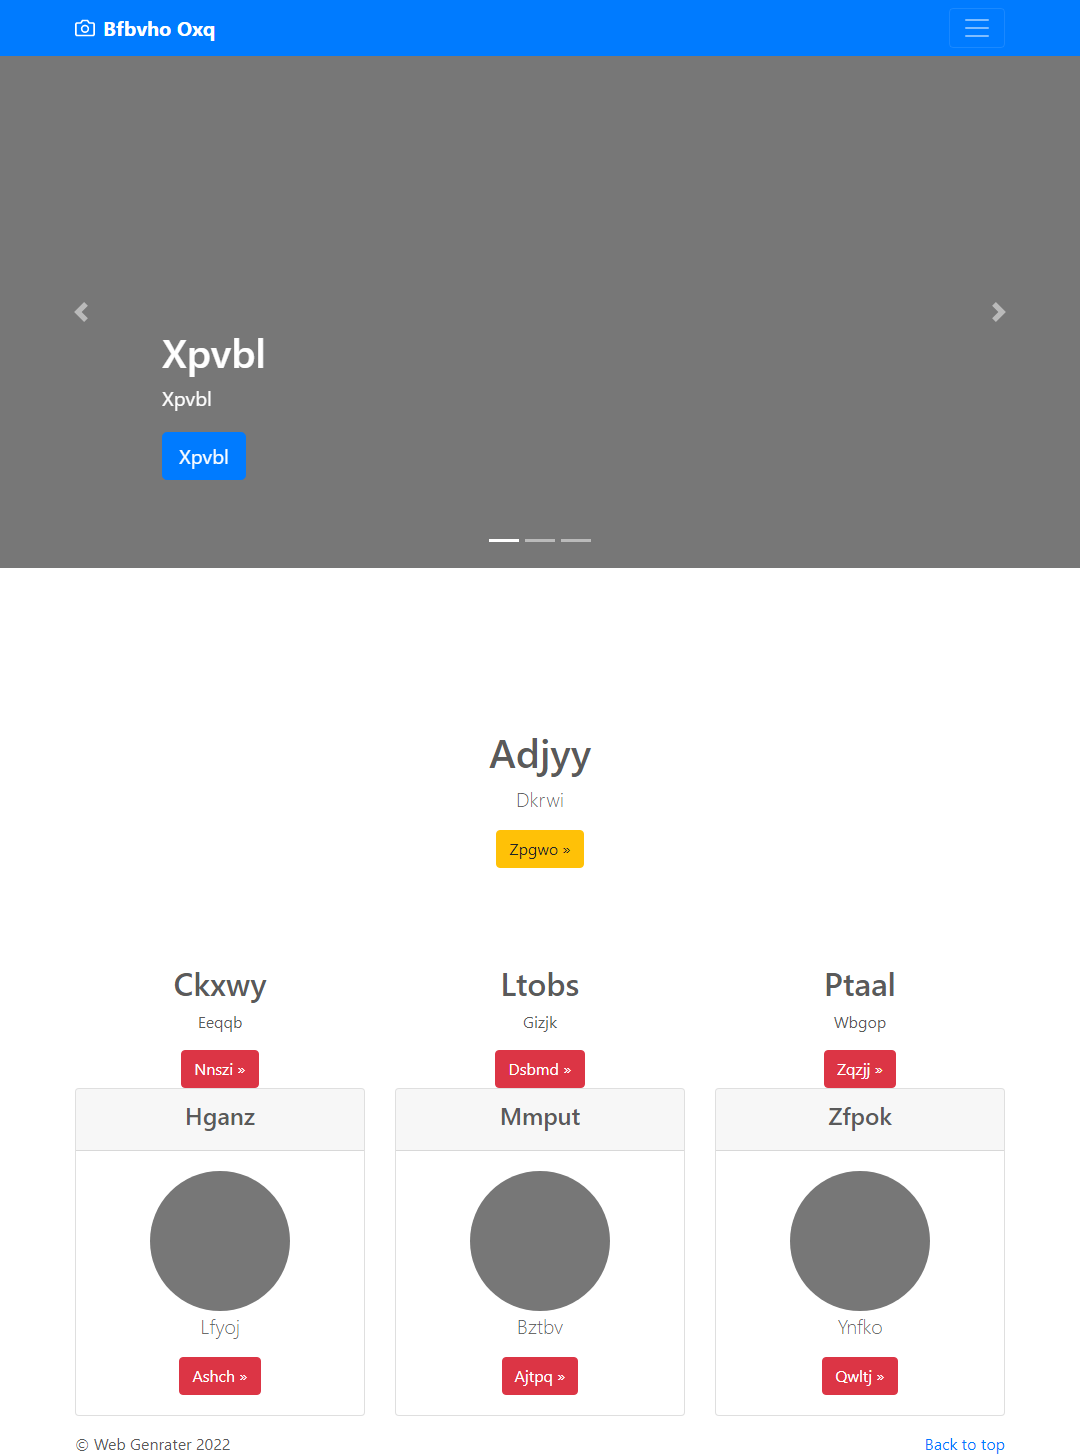 Bfbvho Oxq
Xpvbl
Xpvbl
Xpvbl
Adjyy
Dkrwi
Zpgwo »
Ckxwy
Eeqqb
Nnszi »
Ltobs
Gizjk
Dsbmd »
Ptaal
Wbgop
Zqzjj »
Hganz
Lfyoj
Ashch »
Mmput
Bztbv
Ajtpq »
Zfpok
Ynfko
Qwltj »
© Web Genrater 2022
Back to top